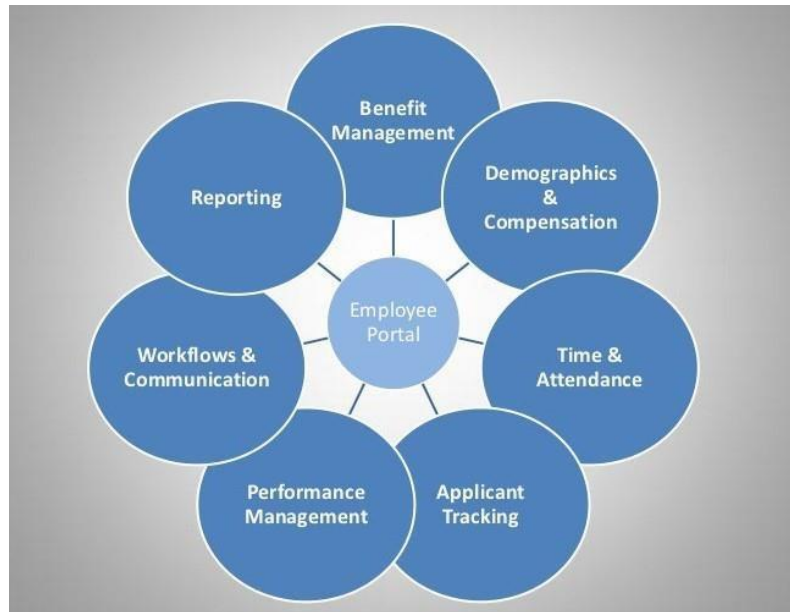 Benefit
Management
Demographics
&
Compensation
Time &
Attendance
Applicant
Tracking
Performance
Management
Workflows &
Communication
Reporting
Employee
Portal